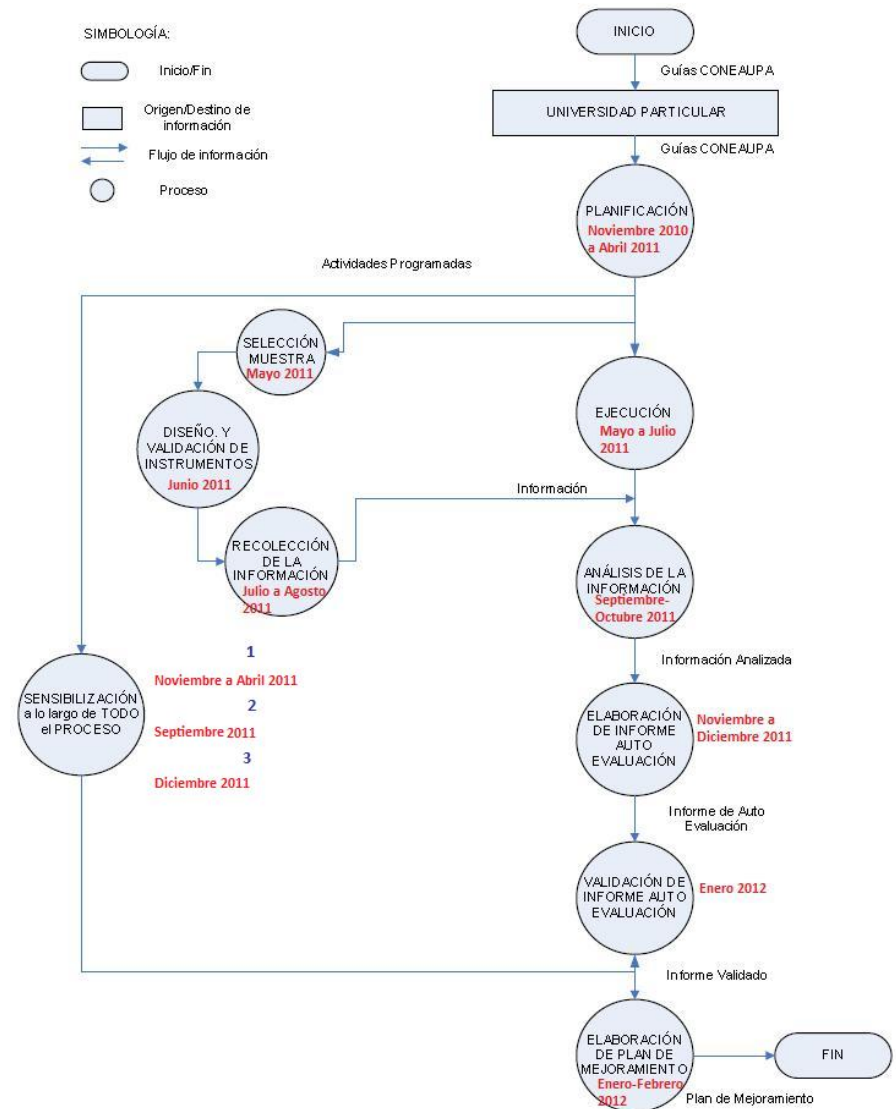 SIMBOLOGÍA:
Inicio/Fin
Origen/Destino de
información
Flujo de información
Proceso
INICIO
Guías CONEAUPA
UNIVERSIDAD PARTICULAR
Guías CONEAUPA
PLANIFICACIÓN
Noviembre 2010
a Abril 2011
Actividades Programadas
SELECCIÓN
MUESTRA
Mayo 2011
DISEÑO. Y
VALIDACIÓN DE
INSTRUMENTOS
Junio 2011
RECOLECCIÓN
DE LA
INFORMACIÓN
Julio a Agosto
2011
EJECUCIÓN
Mayo a Julio
2011
Información
ANÁLISIS DE LA
INFORMACIÓN
Septiembre-
Octubre 2011
Información Analizada
SENSIBILIZACIÓN
a lo largo de TODO
el PROCESO
1
Noviembre a Abril 2011
2
Septiembre 2011
3
Diciembre 2011
ELABORACIÓN
DE INFORME
AUTO
EVALUACIÓN
Noviembre a
Diciembre 2011
Informe de Auto
Evaluación
VALIDACIÓN DE
INFORME AUTO
EVALUACIÓN
Enero 2012
Informe Validado
ELABORACIÓN
DE PLAN DE
MEJORAMIENTO
Enero-Febrero
2012
Plan de Mejoramiento
FIN